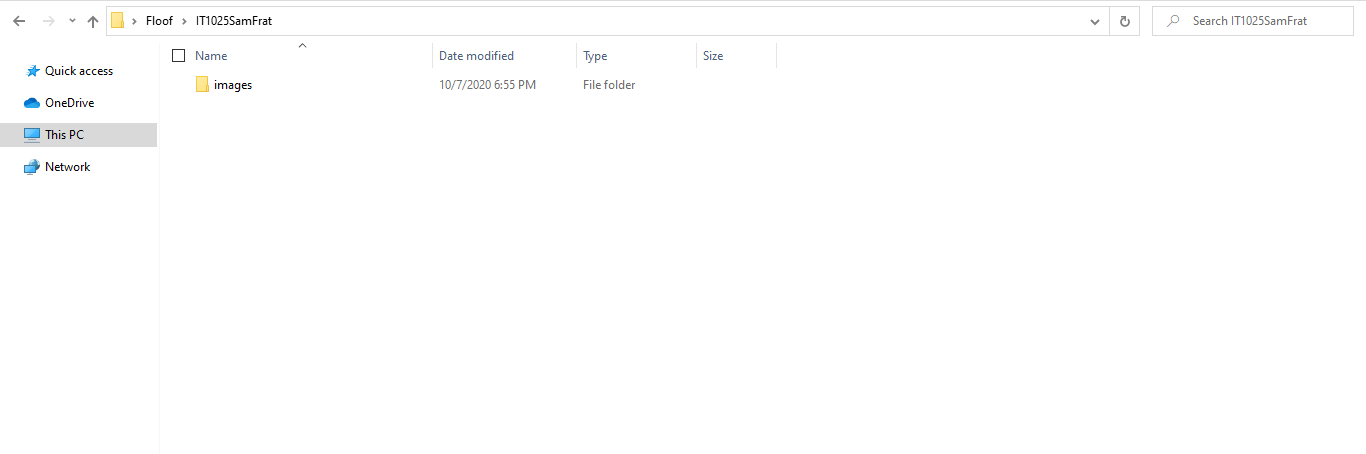 Floof IT1025SamFrat Search IT1025SamFrat
Quick access
OneDrive
This PC
Network
Name Date modified Type Size
images 10/7/2020 6:55 PM File folder